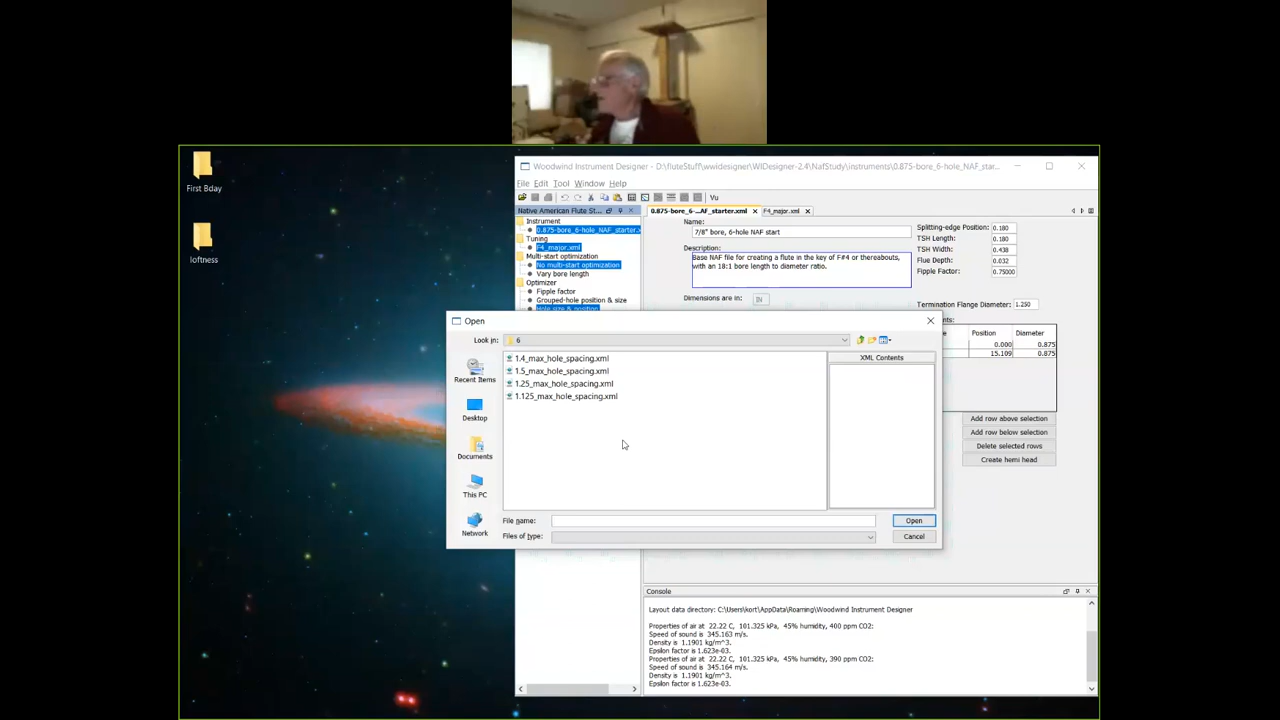 First Bday
loftness
Woodwind Instrument Designer - D:\fluteStuff\wwidesigner\WIDesigner-2.4\NafStudy\instruments\0.875-bore_6-hole_NAF_star...
File Edit Tool Window Help
Vu
Native American Flute St...
0.875-bore_6-...AF_starter.xml
F4_major.xml
Instrument
0.875-bore_6-hole_NAF_starter.x
Tuning
F4_major.xml
Multi-start optimization
No multi-start optimization
Vary bore length
Optimizer
Fipple factor
Grouped-hole position & size
Hole size & position
Name:
7/8" bore, 6-hole NAF start
Description:
Base NAF file for creating a flute in the key of F#4 or thereabouts,
with an 18:1 bore length to diameter ratio.
Dimensions are in: IN
Splitting-edge Position: 0.180
TSH Length: 0.180
TSH Width: 0.438
Flue Depth: 0.032
Fipple Factor: 0.75000
Termination Flange Diameter: 1.250
Position Diameter
0.000 0.875
15.109 0.875
Add row above selection
Add row below selection
Delete selected rows
Create hemi head
Open
Look in: 6
Recent Items
Desktop
Documents
This PC
Network
1.4_max_hole_spacing.xml
1.5_max_hole_spacing.xml
1.25_max_hole_spacing.xml
1.125_max_hole_spacing.xml
XML Contents
File name:
Open
Files of type:
Cancel
Console
Layout data directory: C:\Users\kort\AppData\Roaming\Woodwind Instrument Designer
Properties of air at 22.22 C, 101.325 kPa, 45% humidity, 400 ppm CO2:
Speed of sound is 345.163 m/s.
Density is 1.1901 kg/m^3.
Epsilon factor is 1.623e-03.
Properties of air at 22.22 C, 101.325 kPa, 45% humidity, 390 ppm CO2:
Speed of sound is 345.164 m/s.
Density is 1.1901 kg/m^3.
Epsilon factor is 1.623e-03.